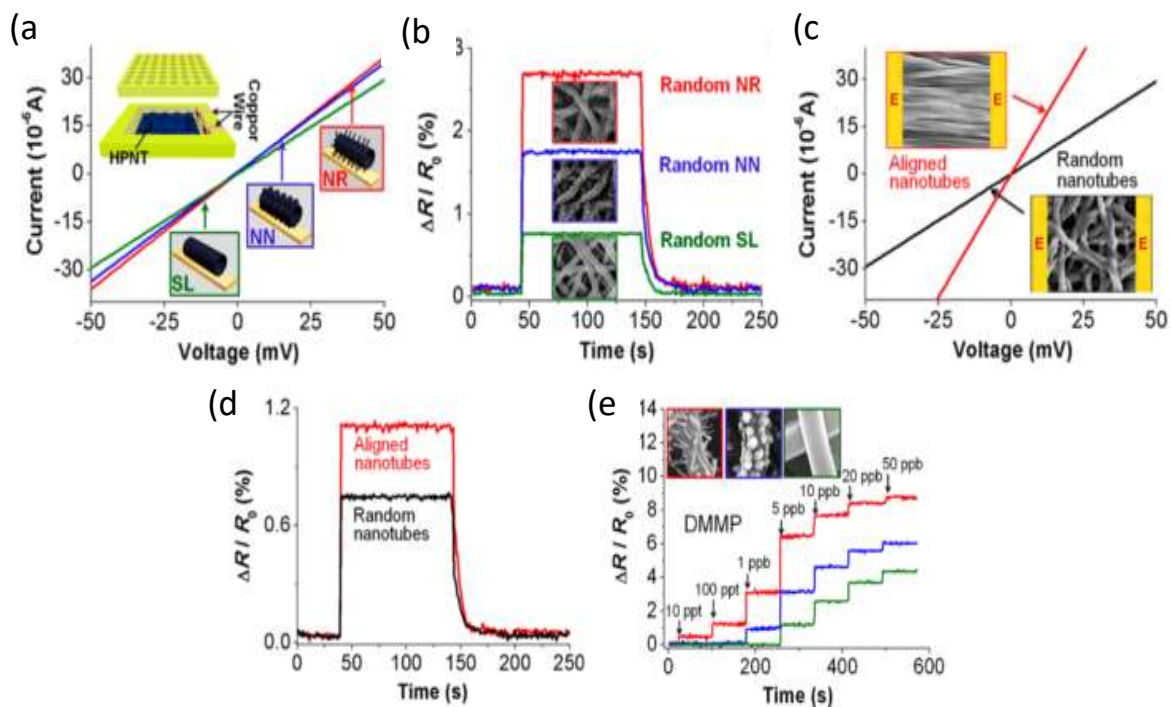 (a
30
15
0
-15
-30
Current (10⁻⁶A)
-50
-25
0
25
50
Voltage (mV)
Coppor
Wire
HPNT
NR
NN
SL
(b)
3
2
1
0
ΔR / R₀ (%)
0
50
100
150
200
250
Time (s)
Random NR
Random NN
Random SL
(c)
30
15
0
-15
-30
Current (10⁻⁶A)
-50
-25
0
25
50
Voltage (mV)
E
E
Aligned
nanotubes
Random
nanotubes
E
E
(d)
1.2
0.6
0.0
ΔR / R₀ (%)
0
50
100
150
200
250
Time (s)
Aligned
nanotubes
Random
nanotubes
(e)
14
12
10
8
6
4
2
0
ΔR / R₀ (%)
0
200
400
600
Time (s)
DMMP
10 ppt
100 ppt
1 ppb
5 ppb
10 ppb
20 ppb
50 ppb